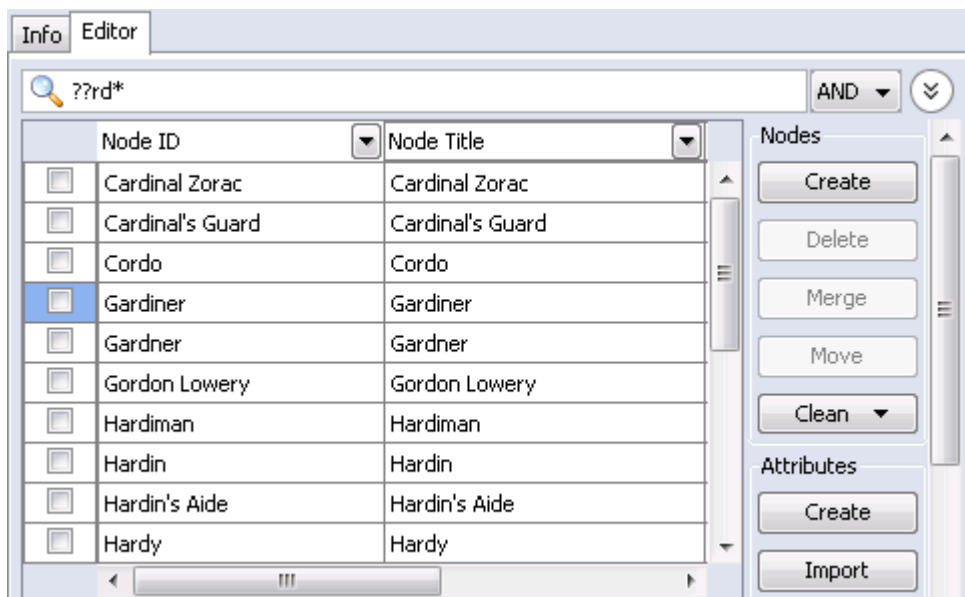 Info Editor
??rd* AND
Node ID Node Title Nodes
Cardinal Zorac Cardinal Zorac Create
Cardinal's Guard Cardinal's Guard Delete
Cordo Cordo
Gardiner Gardiner Merge
Gardner Gardner Move
Gordon Lowery Gordon Lowery
Hardiman Hardiman Clean
Hardin Hardin Attributes
Hardin's Aide Hardin's Aide Create
Hardy Hardy
Import